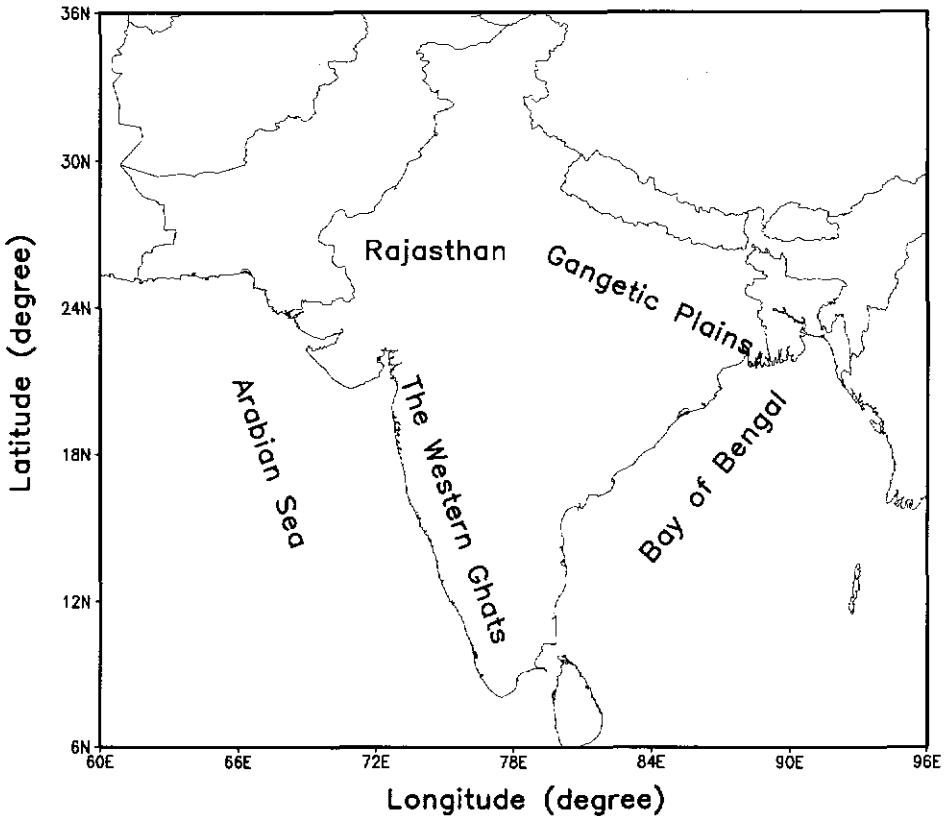 36N
30N
24N
18N
12N
6N
60E
66E
72E
78E
84E
90E
96E
Latitude (degree)
Longitude (degree)
Rajasthan
Gangetic Plains
Arabian Sea
The Western Ghats
Bay of Bengal